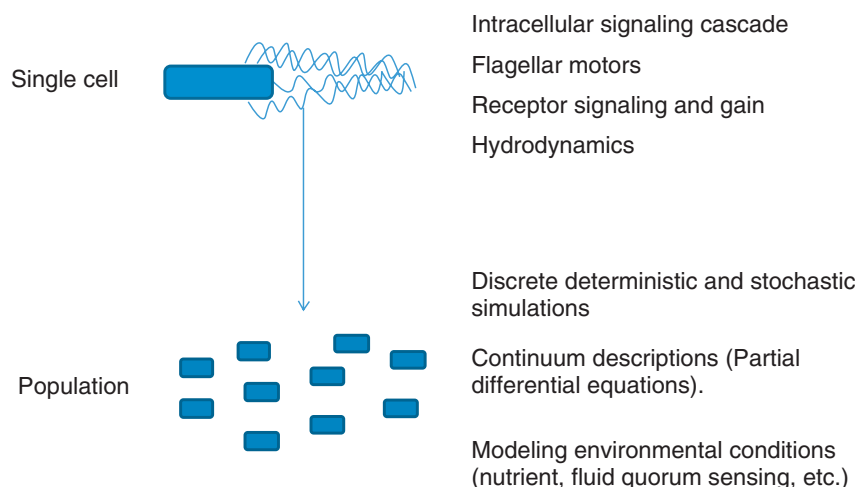 Single cell
Intracellular signaling cascade
Flagellar motors
Receptor signaling and gain
Hydrodynamics
Population
Discrete deterministic and stochastic
simulations
Continuum descriptions (Partial
differential equations).
Modeling environmental conditions
(nutrient, fluid quorum sensing, etc.)